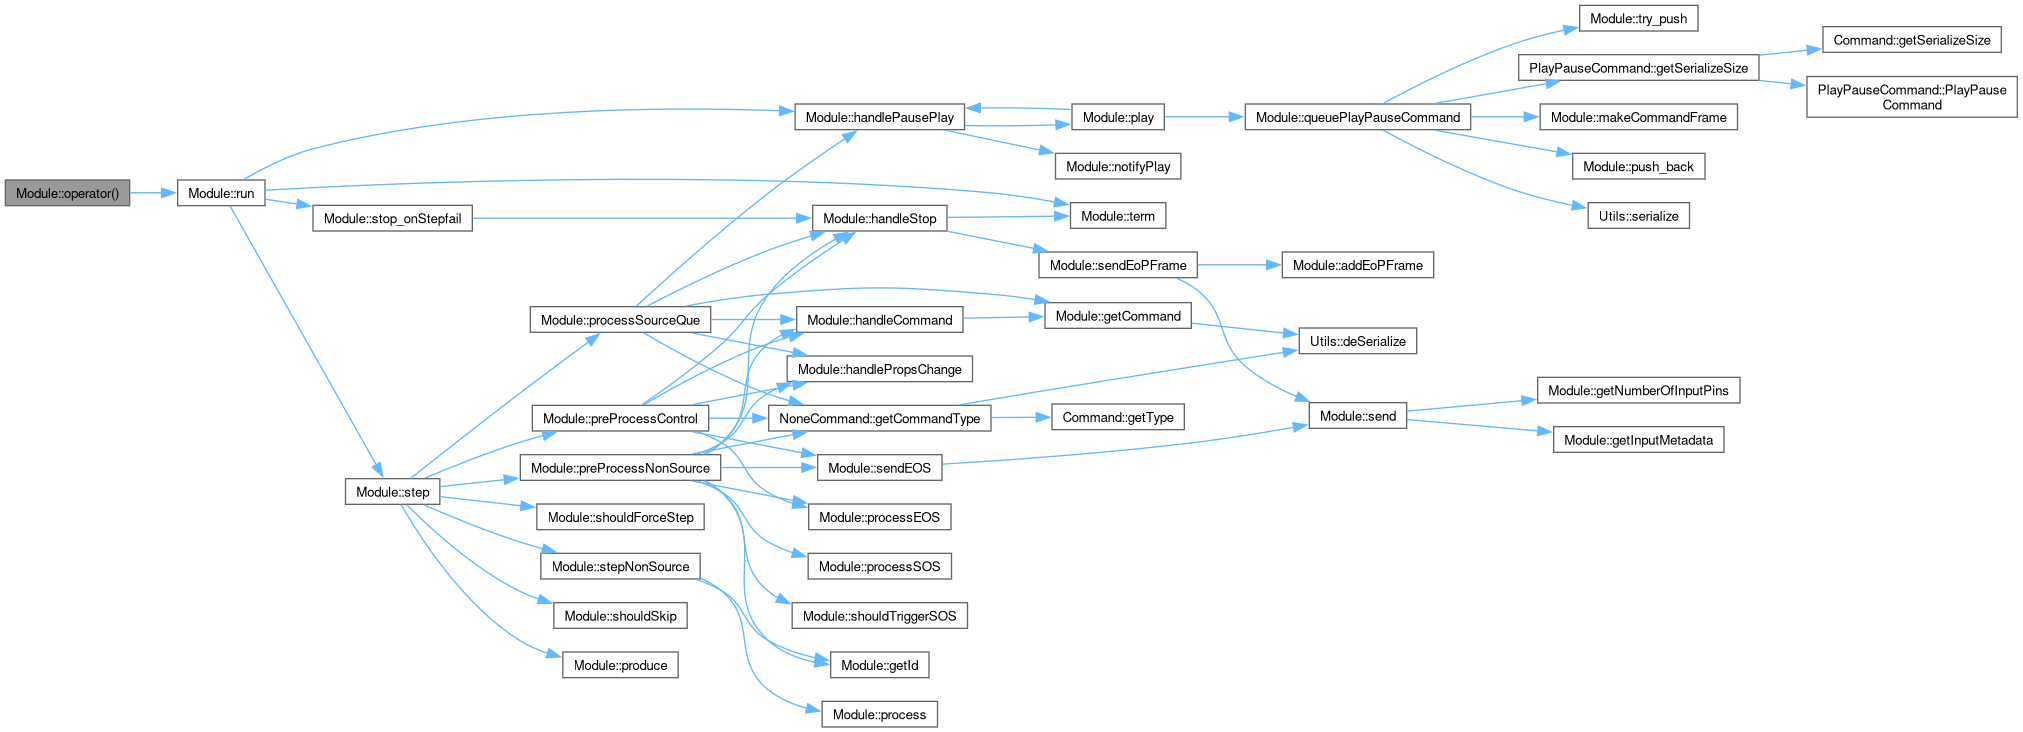 Module::try_push
Command::getSerializeSize
PlayPauseCommand::getSerializeSize
PlayPauseCommand::PlayPause
Command
Module::handlePausePlay
Module::play
Module::queuePlayPauseCommand
Module::makeCommandFrame
Module::notifyPlay
Module::push_back
Module::operator()
Module::run
Module::stop_onStepfail
Module::handleStop
Module::term
Utils::serialize
Module::sendEoPFrame
Module::addEoPFrame
Module::processSourceQue
Module::handleCommand
Module::getCommand
Utils::deSerialize
Module::handlePropsChange
Module::getNumberOfInputPins
Module::preProcessControl
NoneCommand::getCommandType
Command::getType
Module::send
Module::getInputMetadata
Module::preProcessNonSource
Module::sendEOS
Module::step
Module::shouldForceStep
Module::processEOS
Module::stepNonSource
Module::processSOS
Module::shouldSkip
Module::shouldTriggerSOS
Module::produce
Module::getId
Module::process